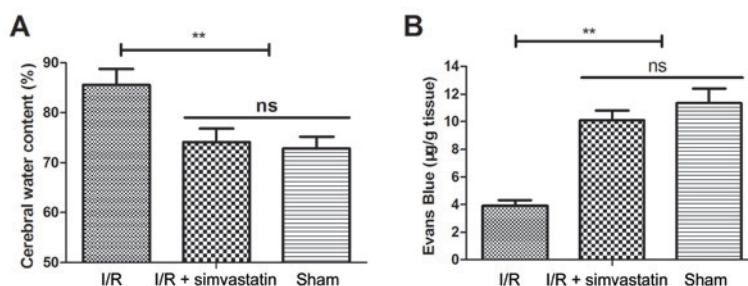 A
**
ns
Cerebral water content (%)
90
80
70
60
50
I/R
I/R + simvastatin
Sham
B
**
ns
Evans Blue (µg/g tissue)
14
12
10
8
6
4
2
0
I/R
I/R + simvastatin
Sham